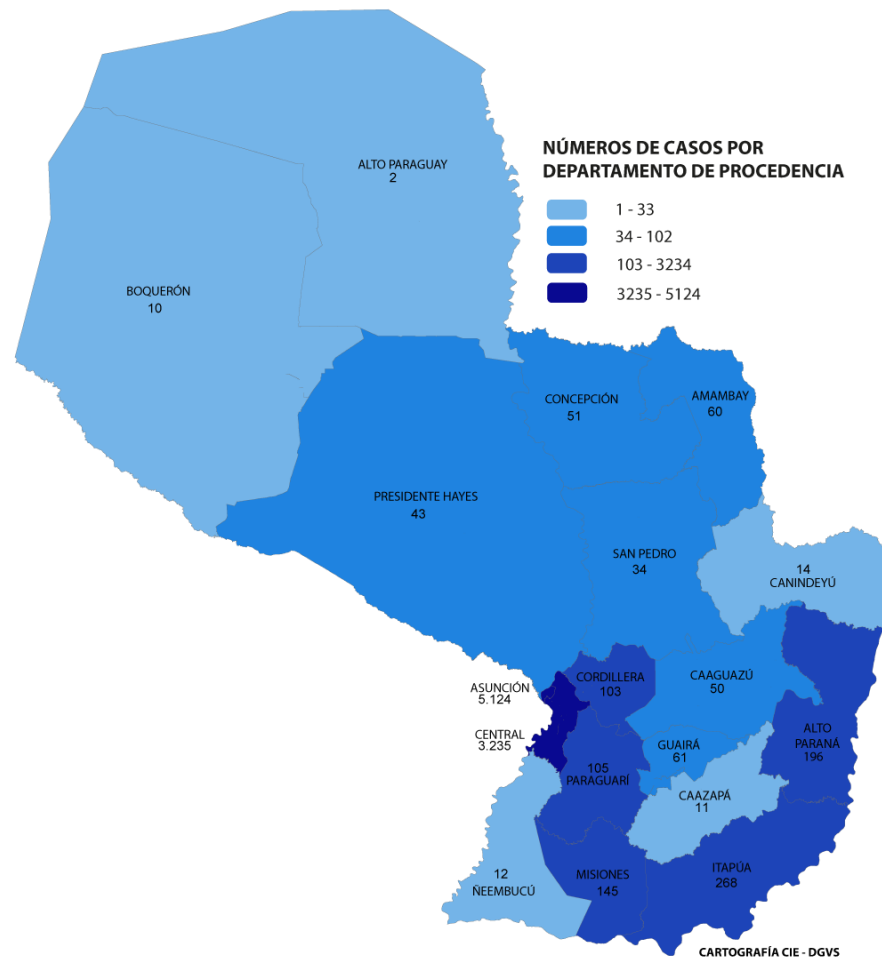 ALTO PARAGUAY
2
NÚMEROS DE CASOS POR
DEPARTAMENTO DE PROCEDENCIA
1 - 33
34 - 102
103 - 3234
3235 - 5124
BOQUERÓN
10
CONCEPCIÓN
51
AMAMBAY
60
PRESIDENTE HAYES
43
SAN PEDRO
34
14
CANINDEYÚ
ASUNCIÓN
5.124
CORDILLERA
103
CAAGUAZÚ
50
CENTRAL
3.235
GUAIRÁ
61
ALTO
PARANÁ
196
105
PARAGUARÍ
CAAZAPÁ
11
12
ÑEEMBUCÚ
MISIONES
145
ITAPÚA
268
CARTOGRAFÍA CIE - DGVS